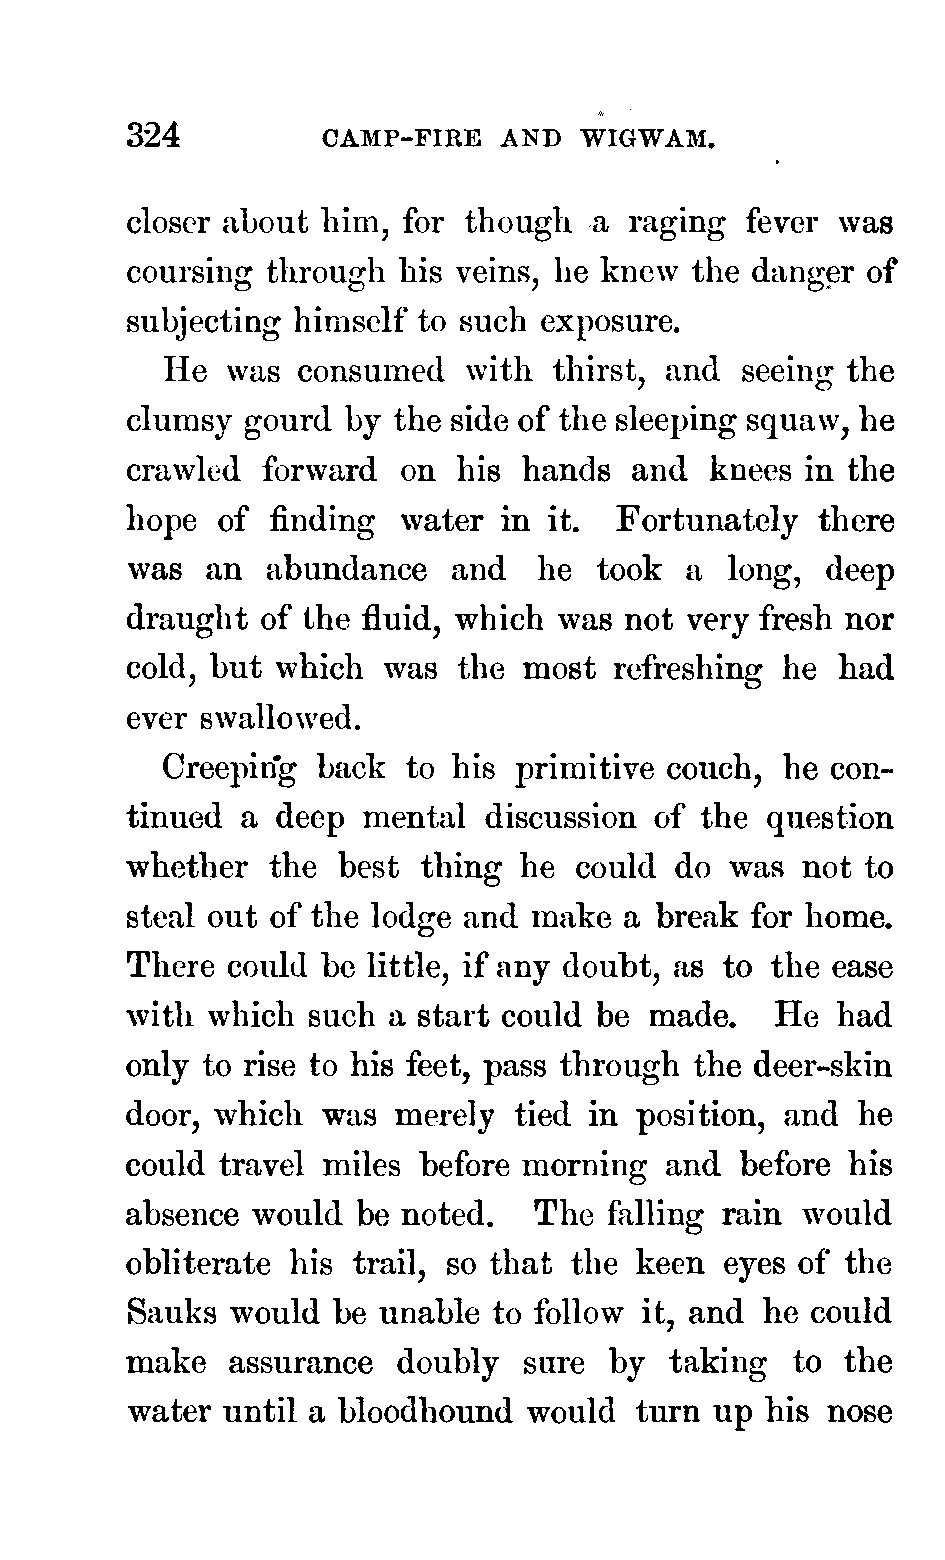 324 CAMP-FIRE AND WIGWAM.
closer about him, for though a raging fever was
coursing through his veins, he knew the danger of
subjecting himself to such exposure.
He was consumed with thirst, and seeing the
clumsy gourd by the side of the sleeping squaw, he
crawled forward on his hands and knees in the
hope of finding water in it. Fortunately there
was an abundance and he took a long, deep
draught of the fluid, which was not very fresh nor
cold, but which was the most refreshing he had
ever swallowed.
Creeping back to his primitive couch, he con-
tinued a deep mental discussion of the question
whether the best thing he could do was not to
steal out of the lodge and make a break for home.
There could be little, if any doubt, as to the ease
with which such a start could be made. He had
only to rise to his feet, pass through the deer-skin
door, which was merely tied in position, and he
could travel miles before morning and before his
absence would be noted. The falling rain would
obliterate his trail, so that the keen eyes of the
Sauks would be unable to follow it, and he could
make assurance doubly sure by taking to the
water until a bloodhound would turn up his nose